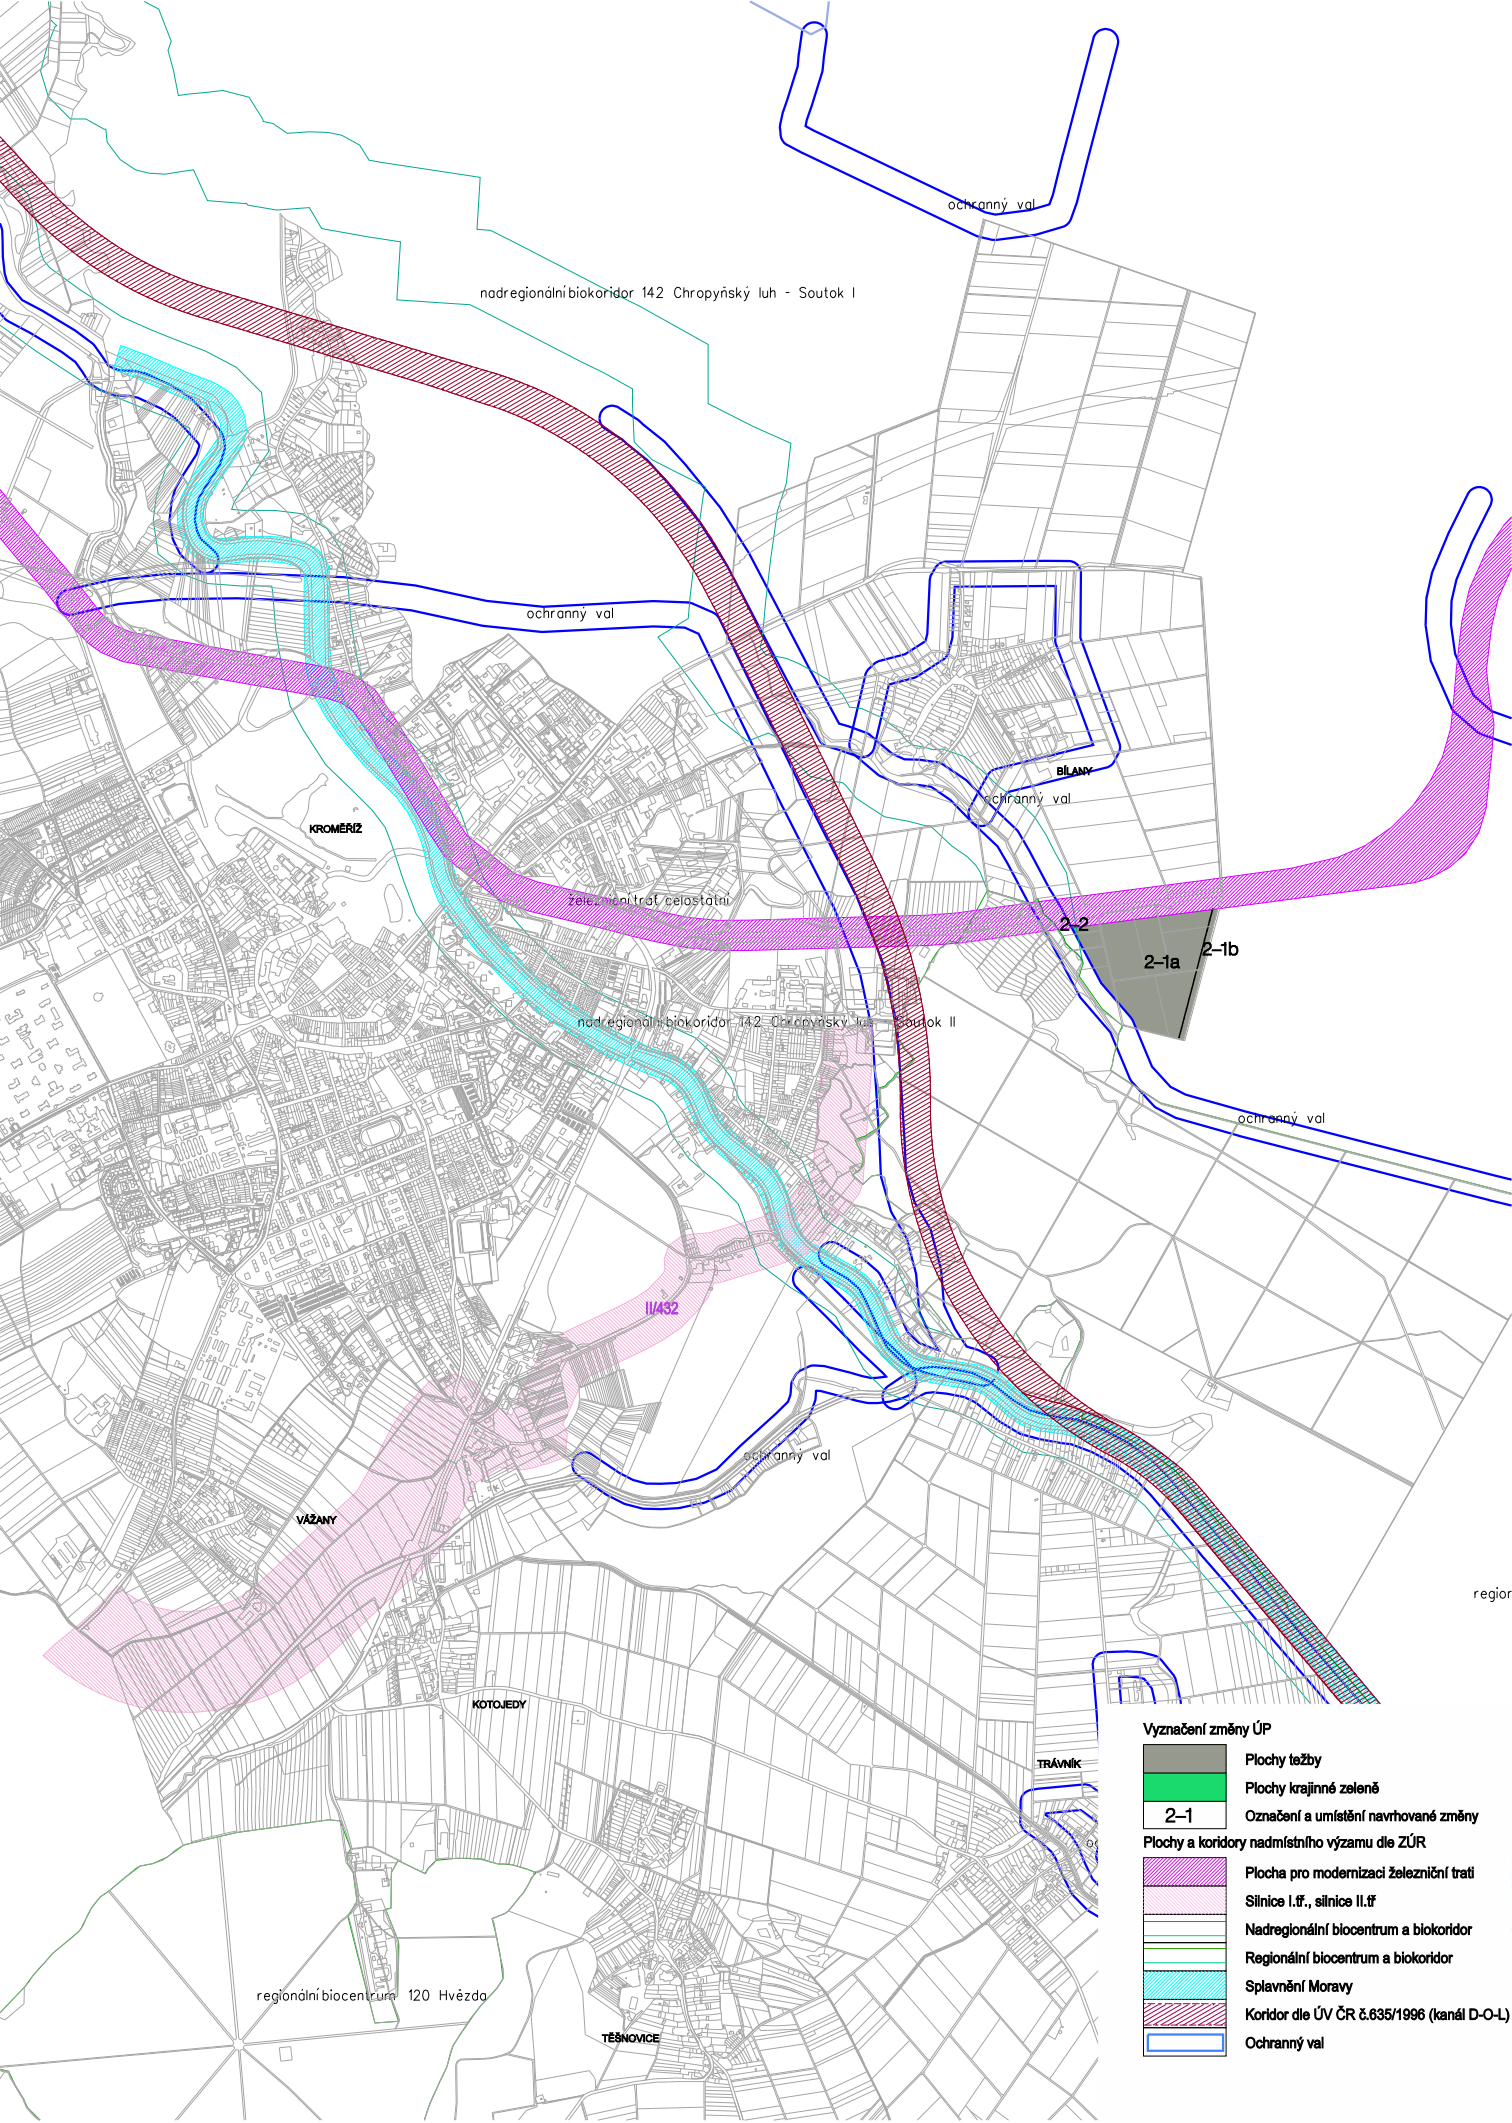 ochranný val
nadregionální biokoridor 142 Chropyňský luh - Soutok I
ochranný val
BÍLANY
ochranný val
KROMĚŘÍŽ
železniční trať celostátní
2-2
2-1b
2-1a
nadregionální biokoridor 142 Chropyňský luh - Soutok II
ochranný val
II/432
ochranný val
VÁŽANY
region
KOTOJEDY
TRÁVNÍK
oc
regionální biocentrum 120 Hvězda
TĚŠNOVICE
Vyznačení změny ÚP
Plochy težby
Plochy krajinné zeleně
2-1
Označení a umístění navrhované změny
Plochy a koridory nadmístního výzamu dle ZÚR
Plocha pro modernizaci železniční trati
Silnice I.tř., silnice II.tř
Nadregionální biocentrum a biokoridor
Regionální biocentrum a biokoridor
Splavnění Moravy
Koridor dle ÚV ČR č.635/1996 (kanál D-O-L)
Ochranný val